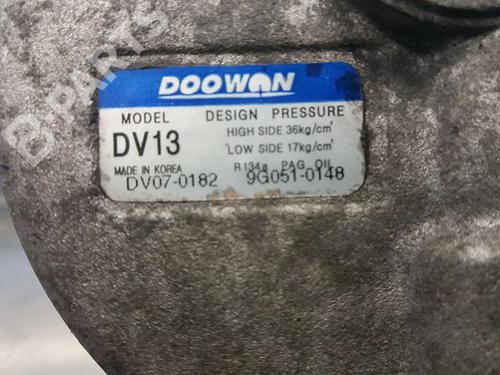 B-PARTS
DOOWON
MODEL DESIGN PRESSURE
DV13 HIGH SIDE 36kg/cm²
LOW SIDE 17kg/cm²
MADE IN KOREA R134a PAG OIL
DV07-0182 9G051-0148